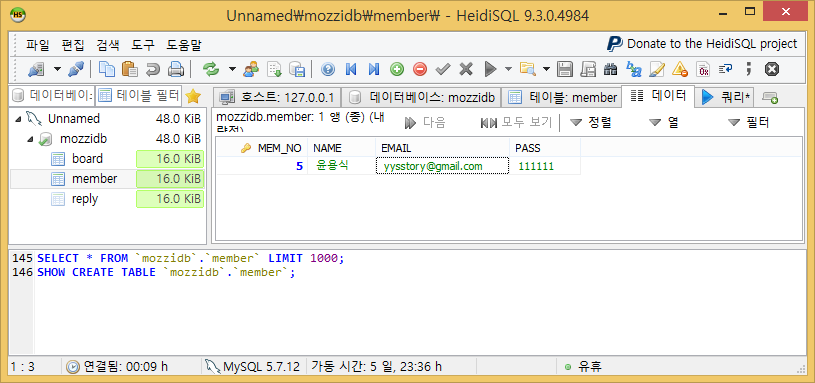 Unnamed₩mozzidb₩member₩ - HeidiSQL 9.3.0.4984
파일 편집 검색 도구 도움말
Donate to the HeidiSQL project
데이터베이: 테이블 필터
호스트: 127.0.0.1 데이터베이스: mozzidb 테이블: member 데이터 쿼리*
Unnamed 48.0 KiB
mozzidb 48.0 KiB
board 16.0 KiB
member 16.0 KiB
reply 16.0 KiB
mozzidb.member: 1 행 (총) (대략적) 다음 모두 보기 정렬 열 필터
MEM_NO NAME EMAIL PASS
5 윤용식 yysstory@gmail.com 111111
145 SELECT * FROM `mozzidb`.`member` LIMIT 1000;
146 SHOW CREATE TABLE `mozzidb`.`member`;
1 : 3 연결됨: 00:09 h MySQL 5.7.12 가동 시간: 5 일, 23:36 h 유휴